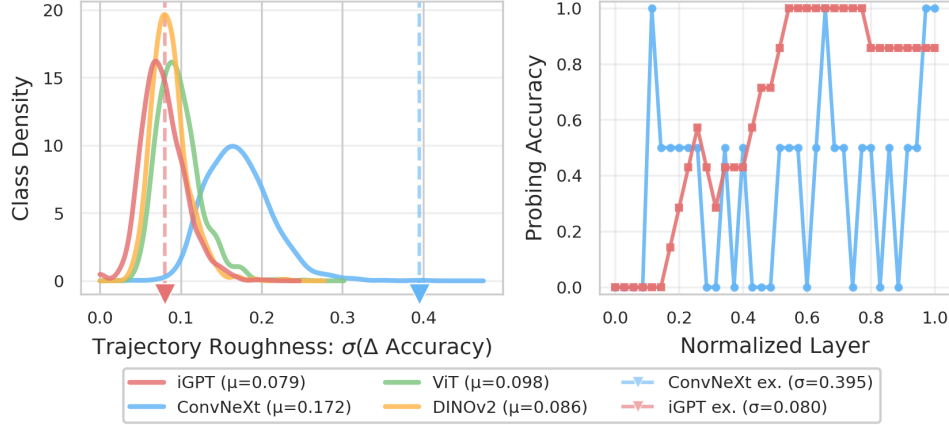 20
15
10
5
0
Class Density
0.0 0.1 0.2 0.3 0.4
Trajectory Roughness: σ(Δ Accuracy)
1.0
0.8
0.6
0.4
0.2
0.0
Probing Accuracy
0.0 0.2 0.4 0.6 0.8 1.0
Normalized Layer
iGPT (μ=0.079)
ConvNeXt (μ=0.172)
ViT (μ=0.098)
DINOv2 (μ=0.086)
ConvNeXt ex. (σ=0.395)
iGPT ex. (σ=0.080)